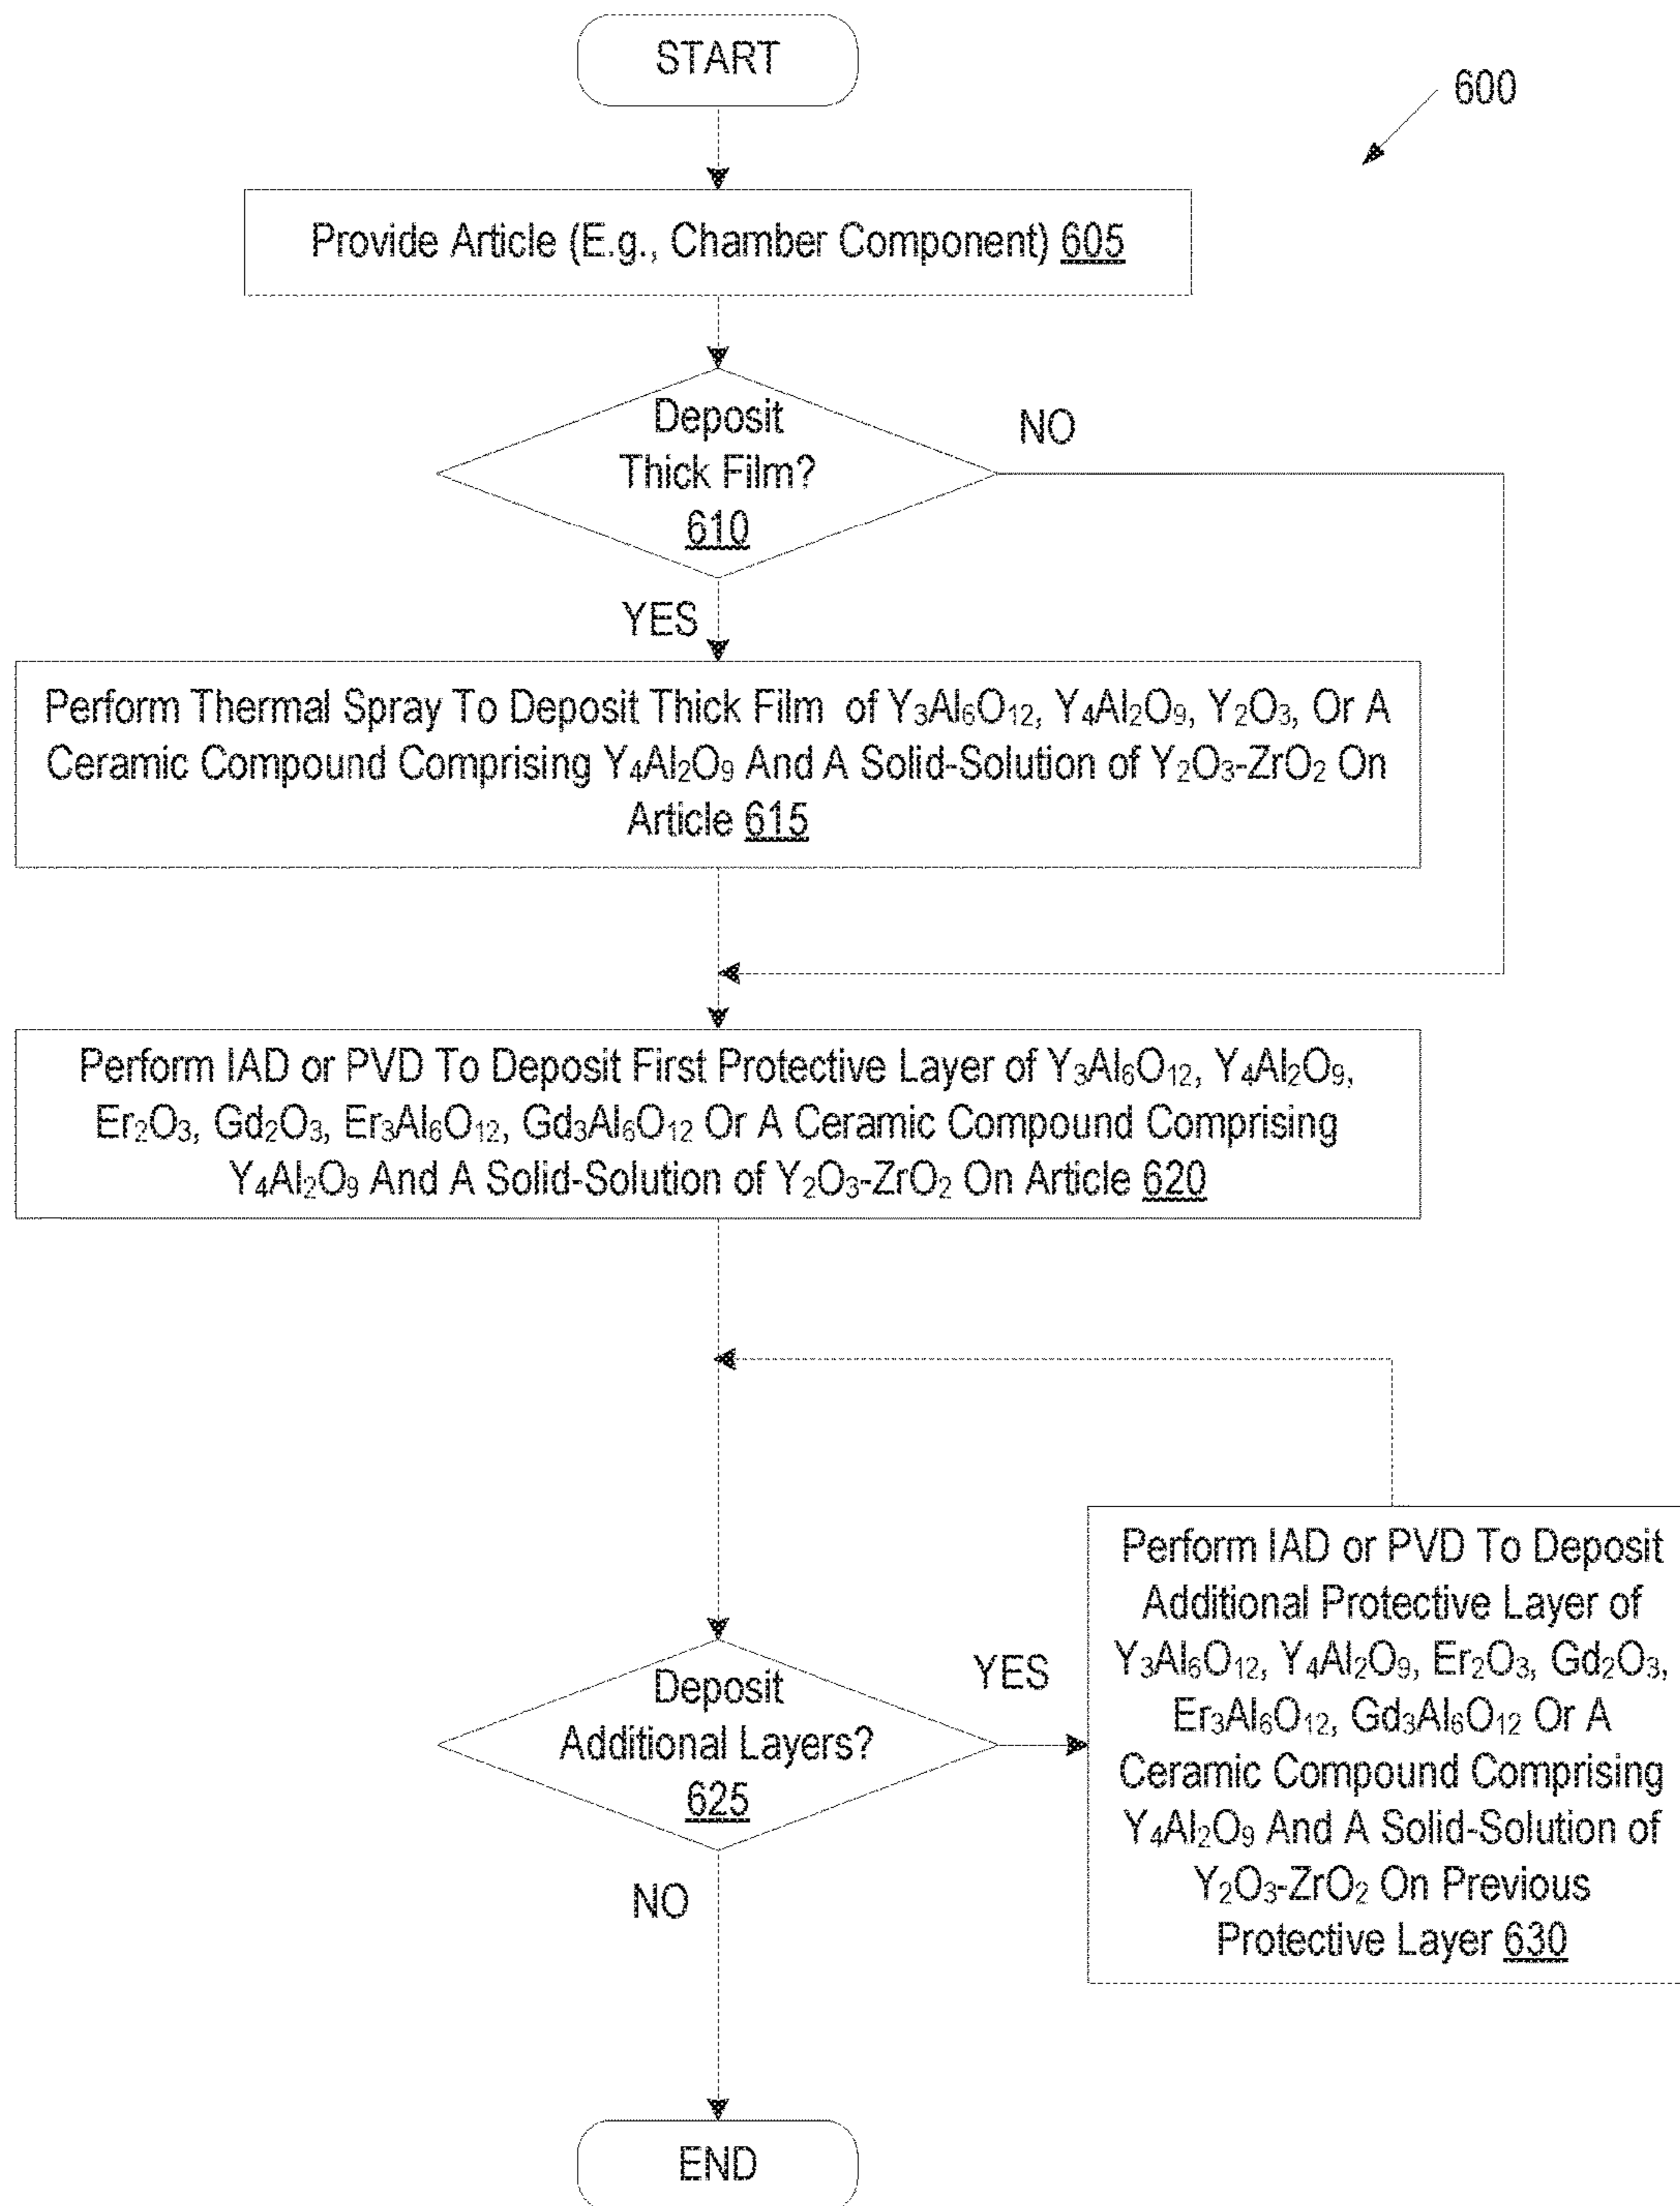 START
600
Provide Article (E.g., Chamber Component) 605
Deposit
Thick Film?
610
NO
YES
Perform Thermal Spray To Deposit Thick Film of Y₃Al₆O₁₂, Y₄Al₂O₉, Y₂O₃, Or A
Ceramic Compound Comprising Y₄Al₂O₉ And A Solid-Solution of Y₂O₃-ZrO₂ On
Article 615
Perform IAD or PVD To Deposit First Protective Layer of Y₃Al₆O₁₂, Y₄Al₂O₉,
Er₂O₃, Gd₂O₃, Er₃Al₆O₁₂, Gd₃Al₆O₁₂ Or A Ceramic Compound Comprising
Y₄Al₂O₉ And A Solid-Solution of Y₂O₃-ZrO₂ On Article 620
Deposit
Additional Layers?
625
YES
NO
Perform IAD or PVD To Deposit
Additional Protective Layer of
Y₃Al₆O₁₂, Y₄Al₂O₉, Er₂O₃, Gd₂O₃,
Er₃Al₆O₁₂, Gd₃Al₆O₁₂ Or A
Ceramic Compound Comprising
Y₄Al₂O₉ And A Solid-Solution of
Y₂O₃-ZrO₂ On Previous
Protective Layer 630
END